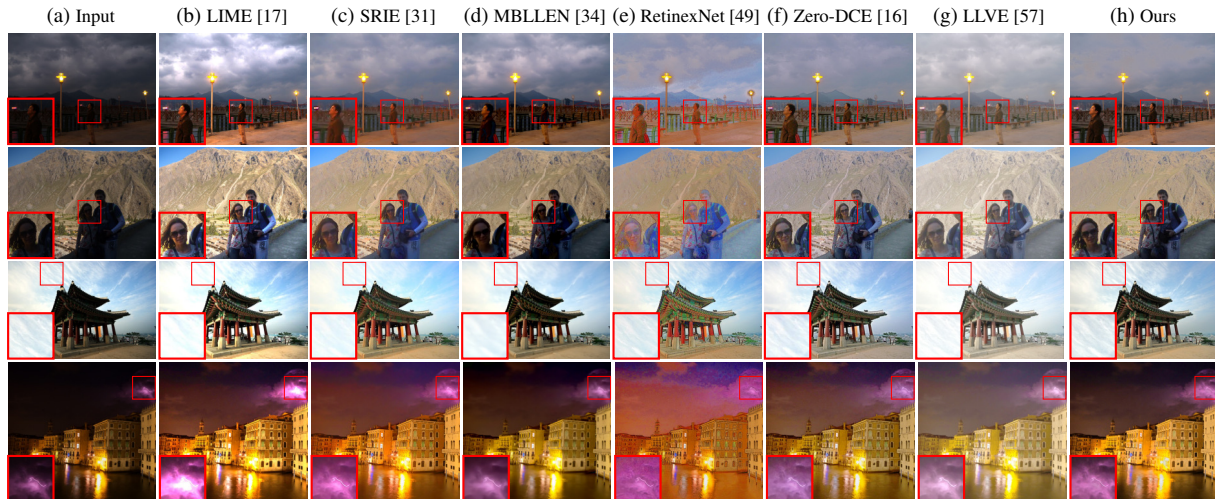 (a) Input (b) LIME [17] (c) SRIE [31] (d) MBLLEN [34] (e) RetinexNet [49] (f) Zero-DCE [16] (g) LLVE [57] (h) Ours